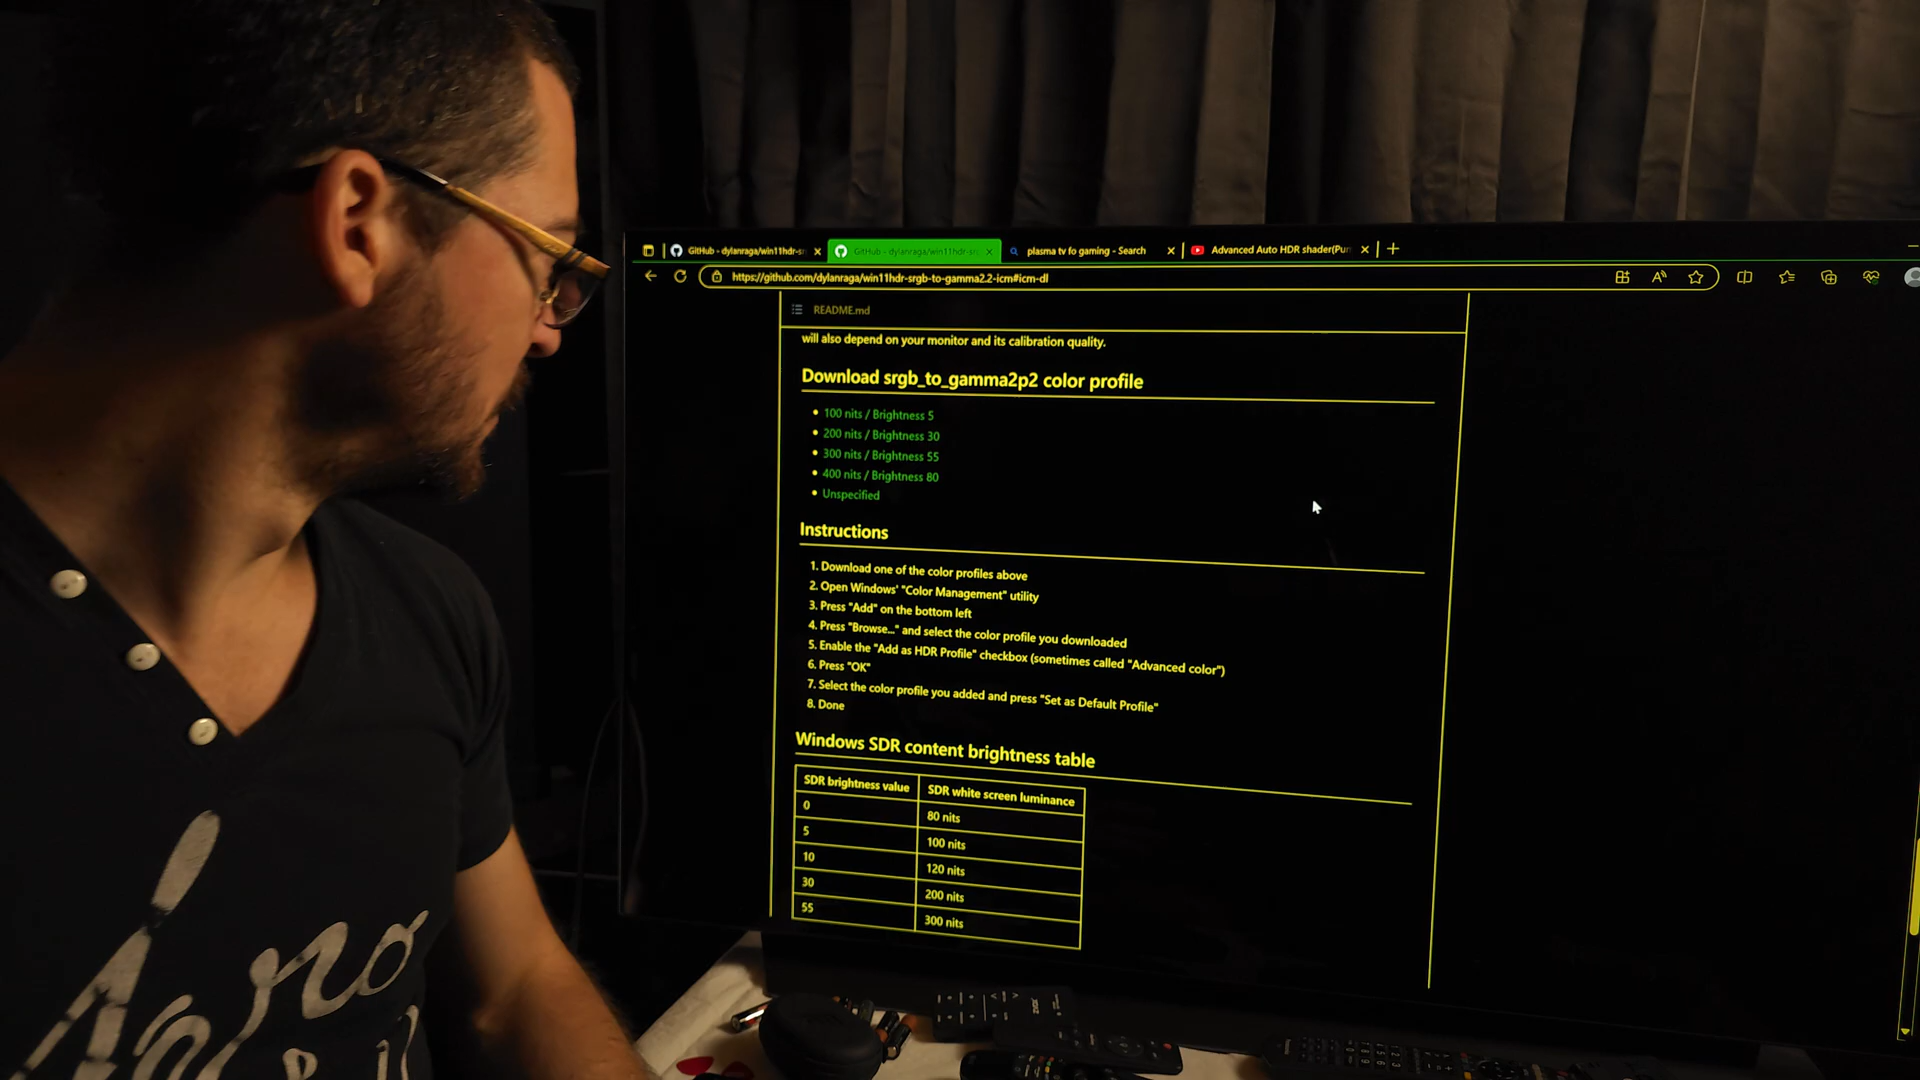 GitHub - dylanraga/win11hdr-sr
GitHub - dylanraga/win11hdr-sr
plasma tv fo gaming - Search
Advanced Auto HDR shader(Pur
https://github.com/dylanraga/win11hdr-srgb-to-gamma2.2-icm#icm-dl
README.md
will also depend on your monitor and its calibration quality.
Download srgb_to_gamma2p2 color profile
• 100 nits / Brightness 5
• 200 nits / Brightness 30
• 300 nits / Brightness 55
• 400 nits / Brightness 80
• Unspecified
Instructions
1. Download one of the color profiles above
2. Open Windows' "Color Management" utility
3. Press "Add" on the bottom left
4. Press "Browse..." and select the color profile you downloaded
5. Enable the "Add as HDR Profile" checkbox (sometimes called "Advanced color")
6. Press "OK"
7. Select the color profile you added and press "Set as Default Profile"
8. Done
Windows SDR content brightness table
SDR brightness value SDR white screen luminance
0 80 nits
5 100 nits
10 120 nits
30 200 nits
55 300 nits